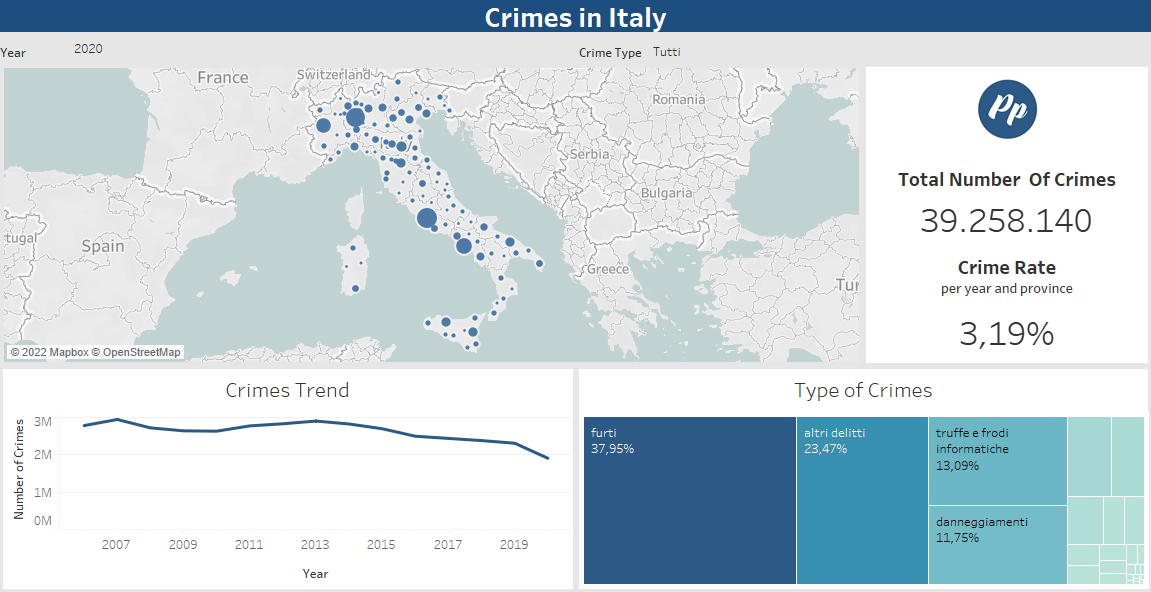 Crimes in Italy
Year
2020
Crime Type
Tutti
France
Switzerland
Romania
Serbia
Bulgaria
tugal
Spain
Greece
Tur
© 2022 Mapbox © OpenStreetMap
Pp
Total Number Of Crimes
39.258.140
Crime Rate
per year and province
3,19%
Crimes Trend
Number of Crimes
3M
2M
1M
0M
2007
2009
2011
2013
2015
2017
2019
Year
Type of Crimes
furti
37,95%
altri delitti
23,47%
truffe e frodi
informatiche
13,09%
danneggiamenti
11,75%